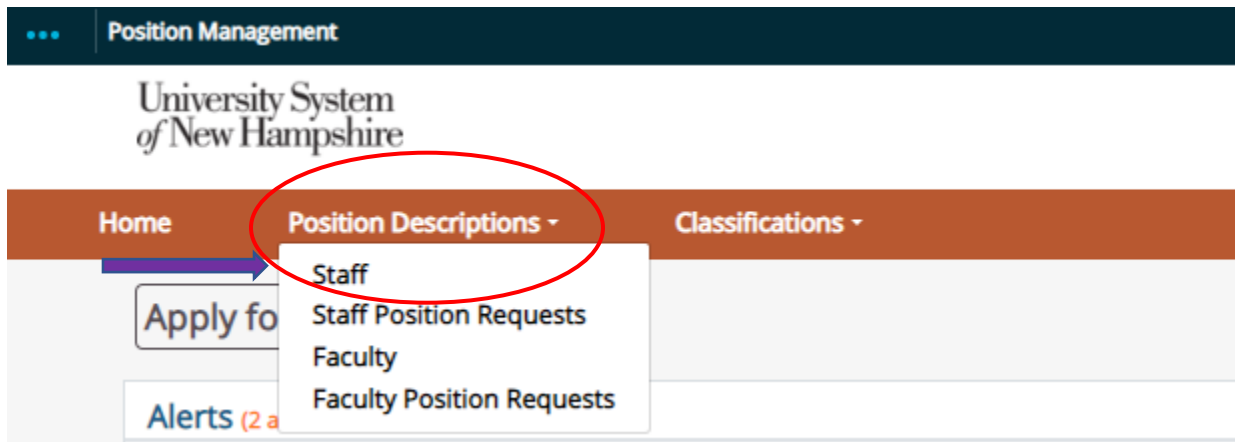 ••• Position Management
University System
of New Hampshire
Home Position Descriptions Classifications
Staff
Apply fo Staff Position Requests
Faculty
Alerts (2 a Faculty Position Requests